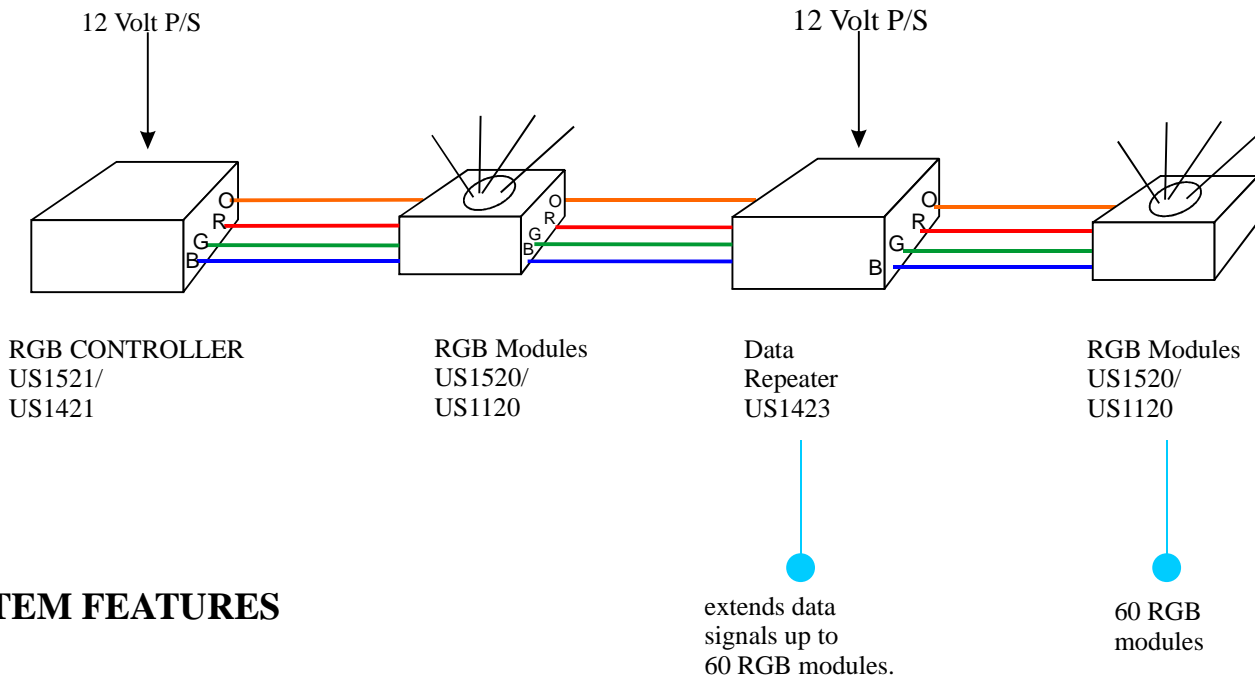 12 Volt P/S
12 Volt P/S
O
R
G
B
O
R
G
B
O
R
G
B
RGB CONTROLLER
US1521/
US1421
RGB Modules
US1520/
US1120
Data
Repeater
US1423
RGB Modules
US1520/
US1120
TEM FEATURES
extends data
signals up to
60 RGB modules.
60 RGB
modules